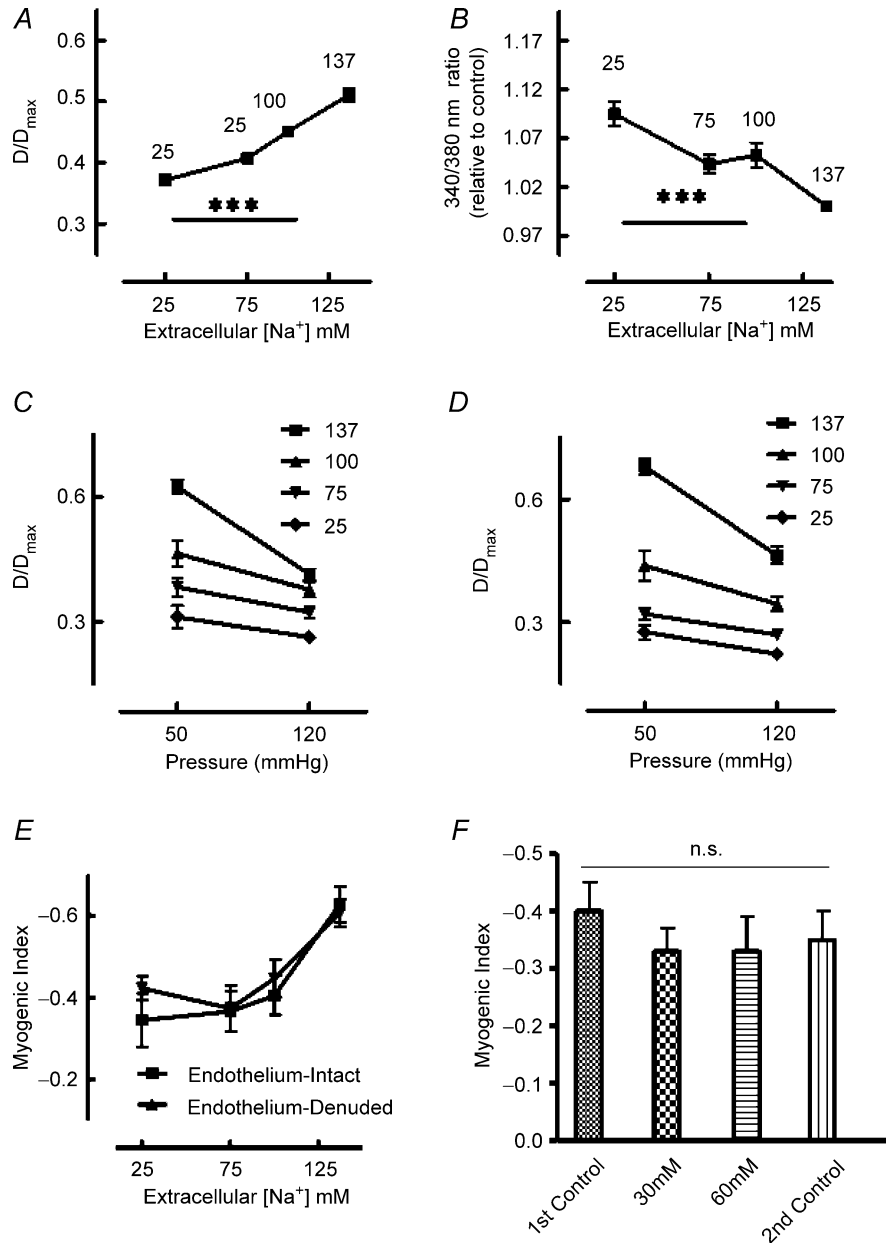 A
D/Dmax
0.6
0.5
0.4
0.3
25
25
100
137
✱✱✱
25
75
125
Extracellular [Na+] mM
B
340/380 nm ratio
(relative to control)
1.17
1.12
1.07
1.02
0.97
25
75
100
137
✱✱✱
25
75
125
Extracellular [Na+] mM
C
D/Dmax
0.6
0.3
137
100
75
25
50
120
Pressure (mmHg)
D
D/Dmax
0.6
0.3
137
100
75
25
50
120
Pressure (mmHg)
E
Myogenic Index
−0.6
−0.4
−0.2
Endothelium-Intact
Endothelium-Denuded
25
75
125
Extracellular [Na+] mM
F
Myogenic Index
−0.5
−0.4
−0.3
−0.2
−0.1
0.0
n.s.
1st Control
30mM
60mM
2nd Control